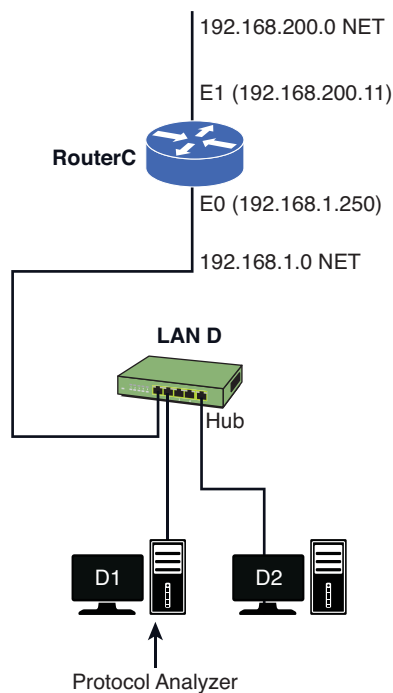 192.168.200.0 NET
E1 (192.168.200.11)
RouterC
E0 (192.168.1.250)
192.168.1.0 NET
LAN D
Hub
D1
D2
Protocol Analyzer